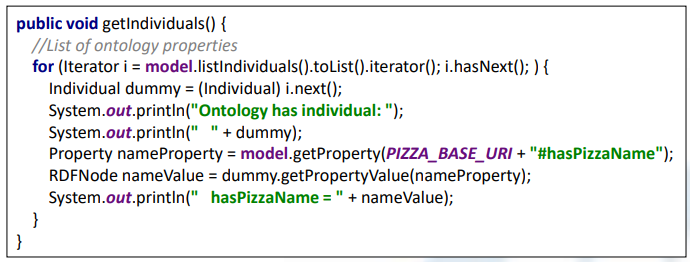 public void getIndividuals() {
//List of ontology properties
for (Iterator i = model.listIndividuals().toList().iterator(); i.hasNext(); ) {
Individual dummy = (Individual) i.next();
System.out.println("Ontology has individual: ");
System.out.println("   " + dummy);
Property nameProperty = model.getProperty(PIZZA_BASE_URI + "#hasPizzaName");
RDFNode nameValue = dummy.getPropertyValue(nameProperty);
System.out.println("   hasPizzaName = " + nameValue);
}
}